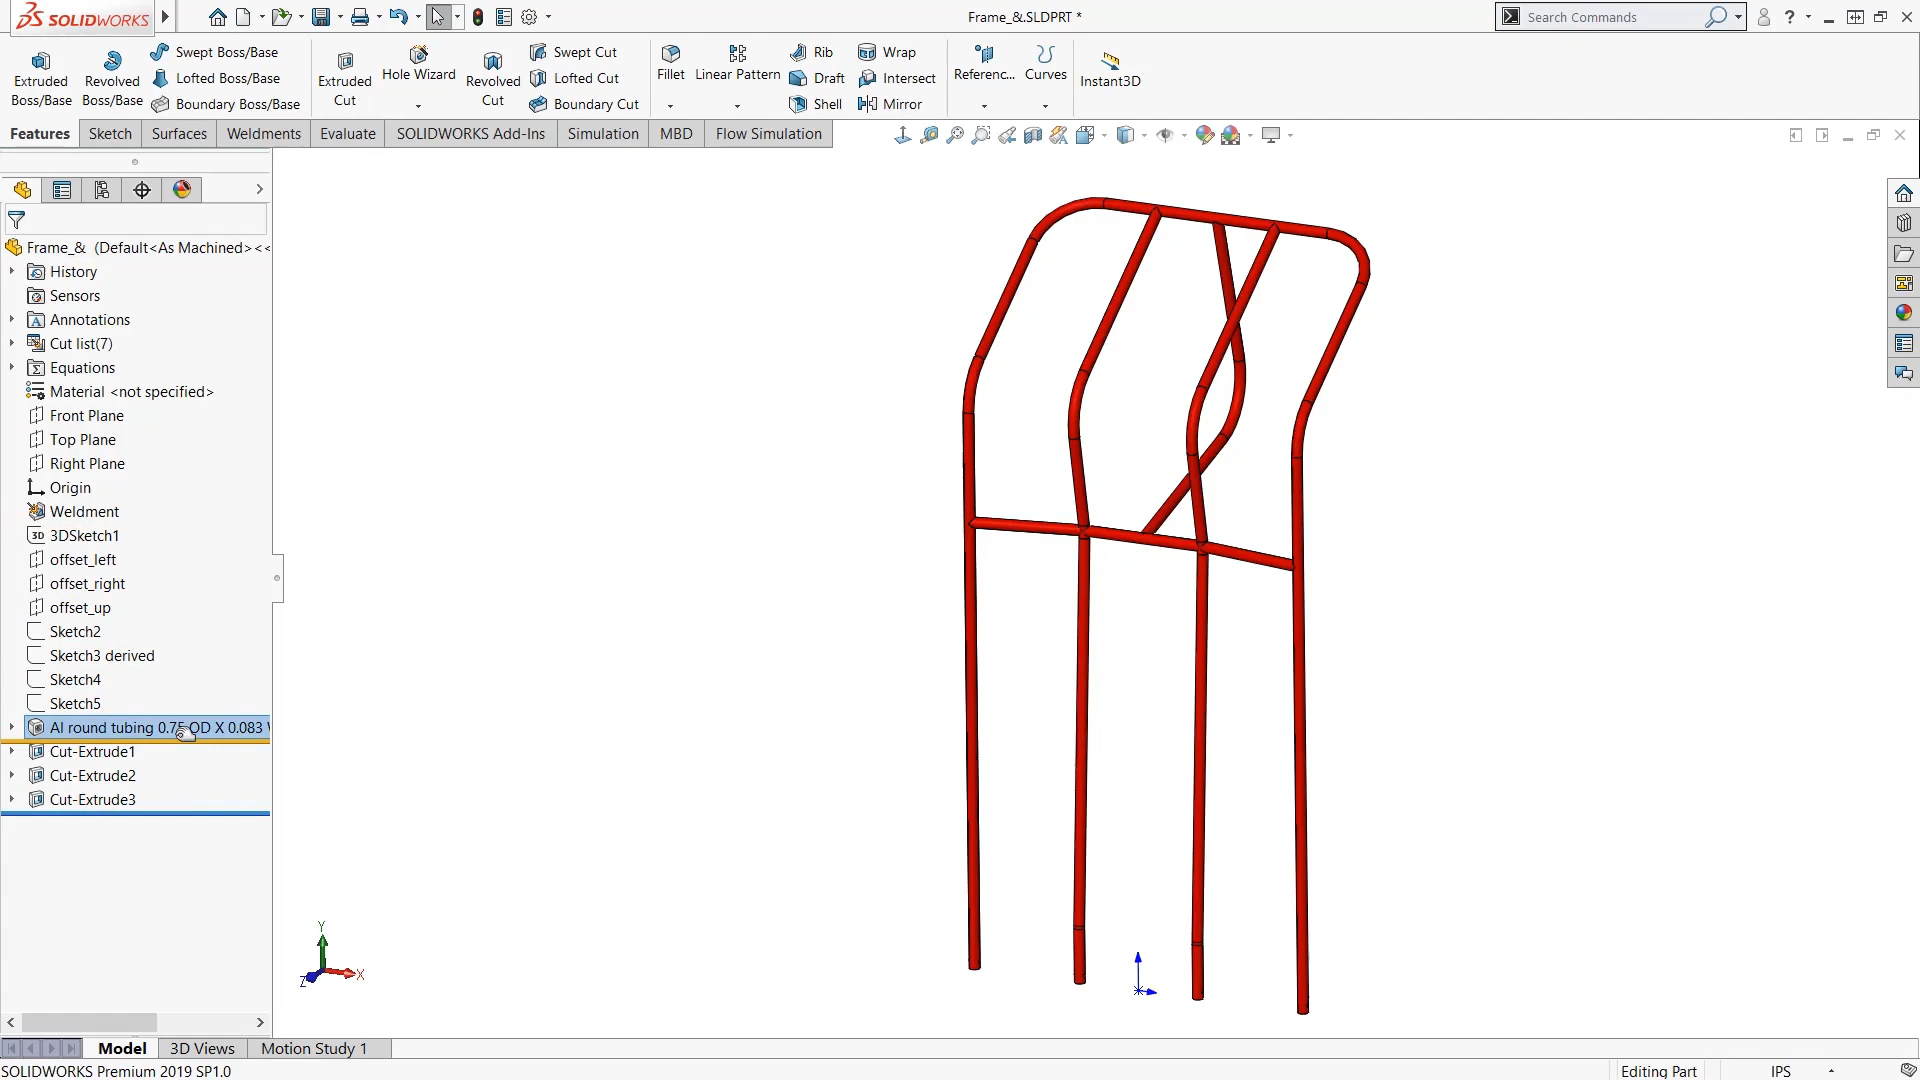 SOLIDWORKS
Frame_&.SLDPRT *
Search Commands
?
Extruded Boss/Base
Revolved Boss/Base
Swept Boss/Base
Lofted Boss/Base
Boundary Boss/Base
Extruded Cut
Hole Wizard
Revolved Cut
Swept Cut
Lofted Cut
Boundary Cut
Fillet
Linear Pattern
Rib
Draft
Shell
Wrap
Intersect
Mirror
Referenc...
Curves
Instant3D
Features
Sketch
Surfaces
Weldments
Evaluate
SOLIDWORKS Add-Ins
Simulation
MBD
Flow Simulation
Frame_& (Default<As Machined><<
History
Sensors
Annotations
Cut list(7)
Equations
Material <not specified>
Front Plane
Top Plane
Right Plane
Origin
Weldment
3D 3DSketch1
offset_left
offset_right
offset_up
Sketch2
Sketch3 derived
Sketch4
Sketch5
Al round tubing 0.75 OD X 0.083
Cut-Extrude1
Cut-Extrude2
Cut-Extrude3
Y
X
Z
Model
3D Views
Motion Study 1
SOLIDWORKS Premium 2019 SP1.0
Editing Part
IPS